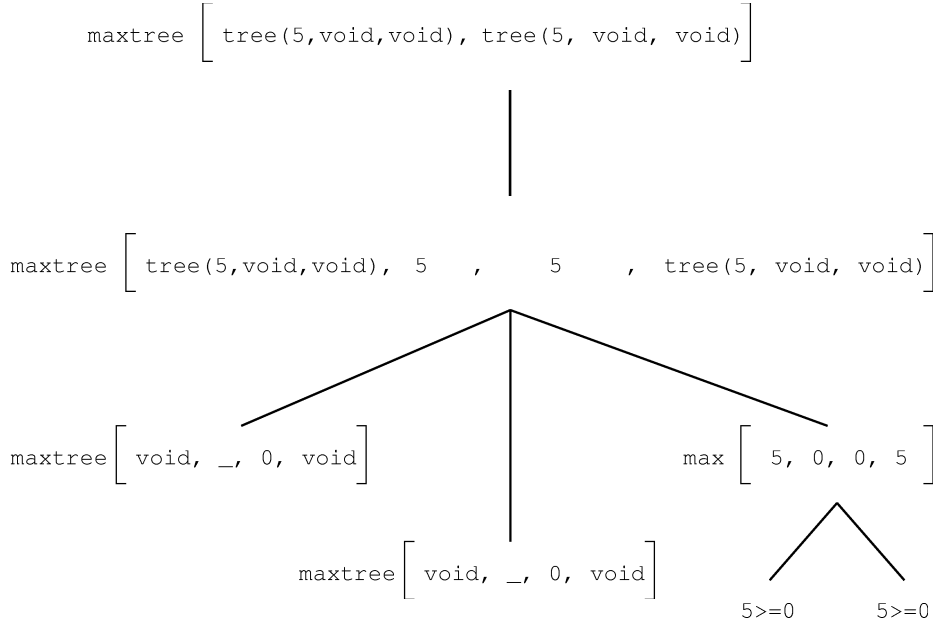 maxtree [ tree(5,void,void), tree(5, void, void) ]
maxtree [ tree(5,void,void), 5 , 5 , tree(5, void, void) ]
maxtree [ void, _, 0, void ]
max [ 5, 0, 0, 5 ]
maxtree [ void, _, 0, void ]
5>=0
5>=0